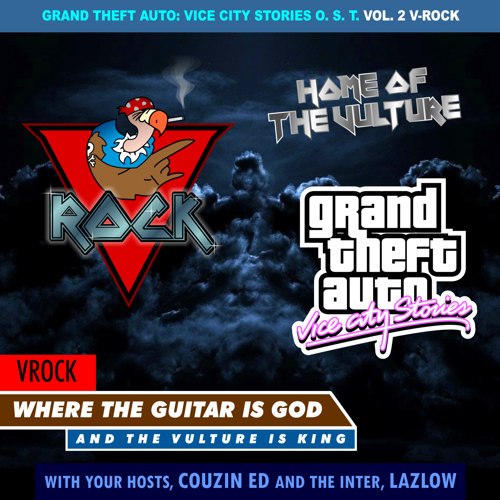 GRAND THEFT AUTO: VICE CITY STORIES O. S. T. VOL. 2 V-ROCK
HOME OF
THE VULTURE
ROCK
grand
theft
auto
Vice City Stories
VROCK
WHERE THE GUITAR IS GOD
AND THE VULTURE IS KING
WITH YOUR HOSTS, COUZIN ED AND THE INTER, LAZLOW